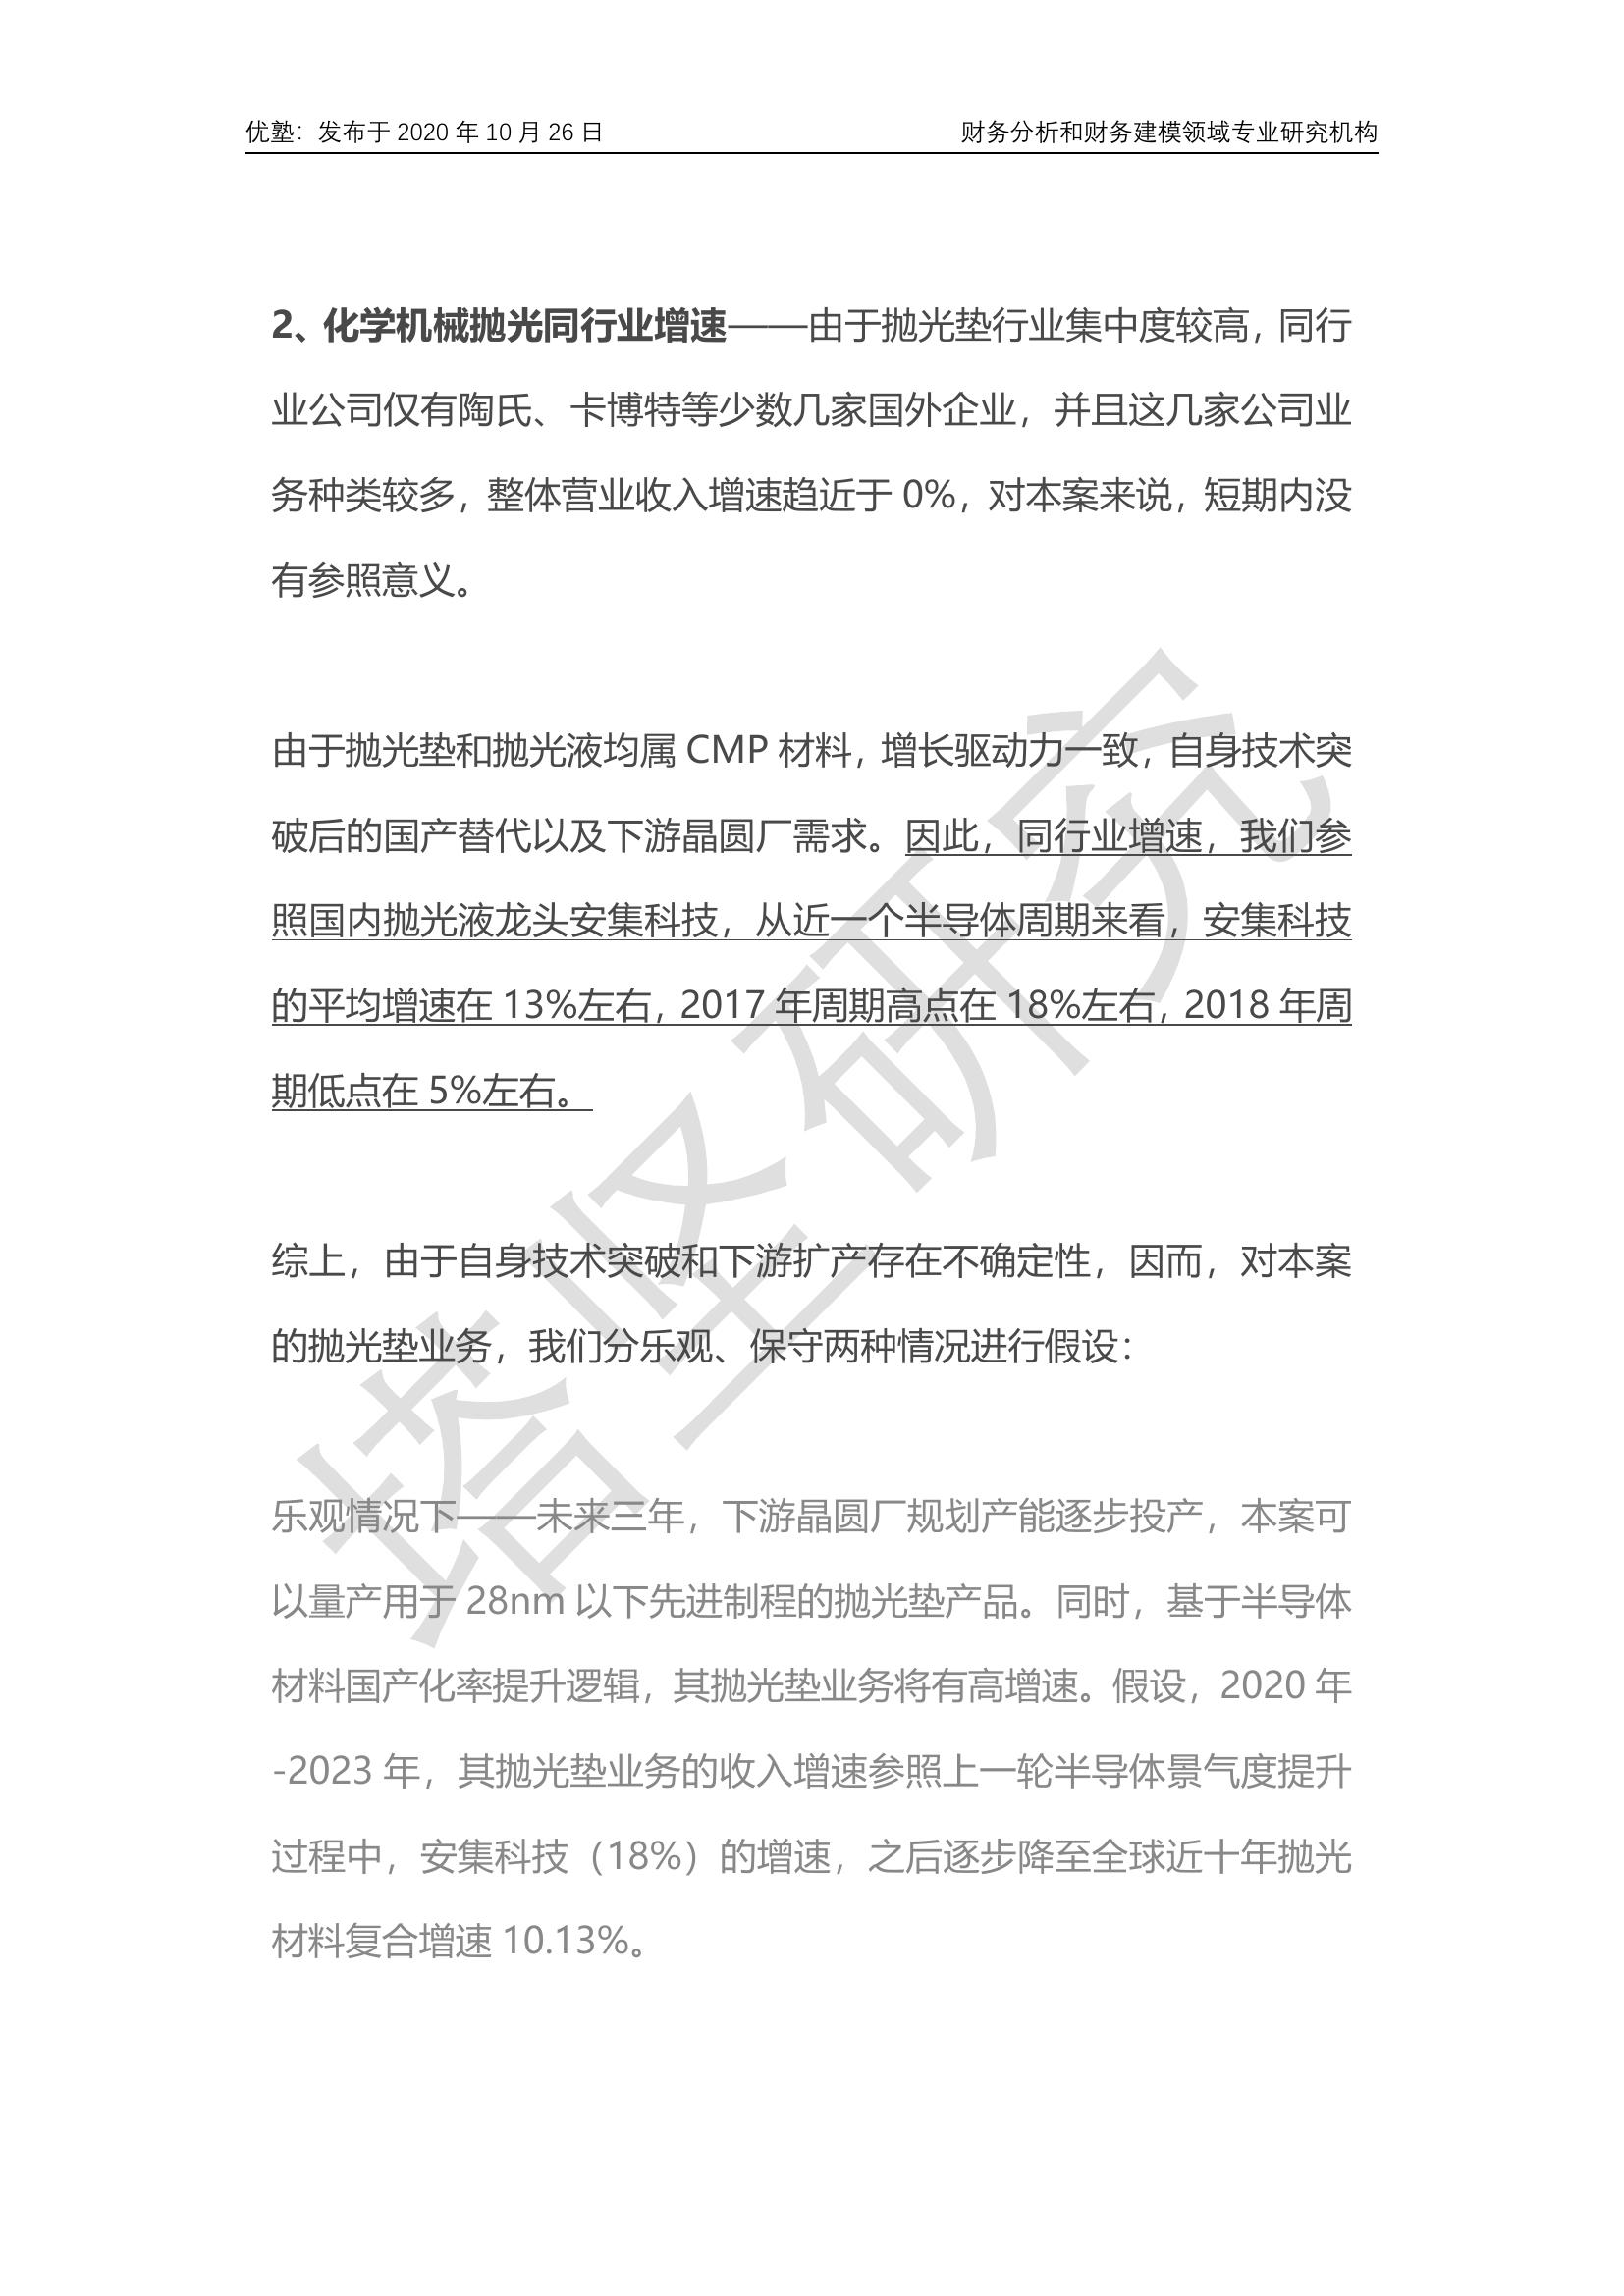 优塾：发布于 2020 年 10 月 26 日 财务分析和财务建模领域专业研究机构
2、化学机械抛光同行业增速——由于抛光垫行业集中度较高，同行
业公司仅有陶氏、卡博特等少数几家国外企业，并且这几家公司业
务种类较多，整体营业收入增速趋近于 0%，对本案来说，短期内没
有参照意义。
由于抛光垫和抛光液均属 CMP 材料，增长驱动力一致，自身技术突
破后的国产替代以及下游晶圆厂需求。因此，同行业增速，我们参
照国内抛光液龙头安集科技，从近一个半导体周期来看，安集科技
的平均增速在 13%左右，2017 年周期高点在 18%左右，2018 年周
期低点在 5%左右。
综上，由于自身技术突破和下游扩产存在不确定性，因而，对本案
的抛光垫业务，我们分乐观、保守两种情况进行假设：
乐观情况下——未来三年，下游晶圆厂规划产能逐步投产，本案可
以量产用于 28nm 以下先进制程的抛光垫产品。同时，基于半导体
材料国产化率提升逻辑，其抛光垫业务将有高增速。假设，2020 年
-2023 年，其抛光垫业务的收入增速参照上一轮半导体景气度提升
过程中，安集科技（18%）的增速，之后逐步降至全球近十年抛光
材料复合增速 10.13%。
塔坚研究